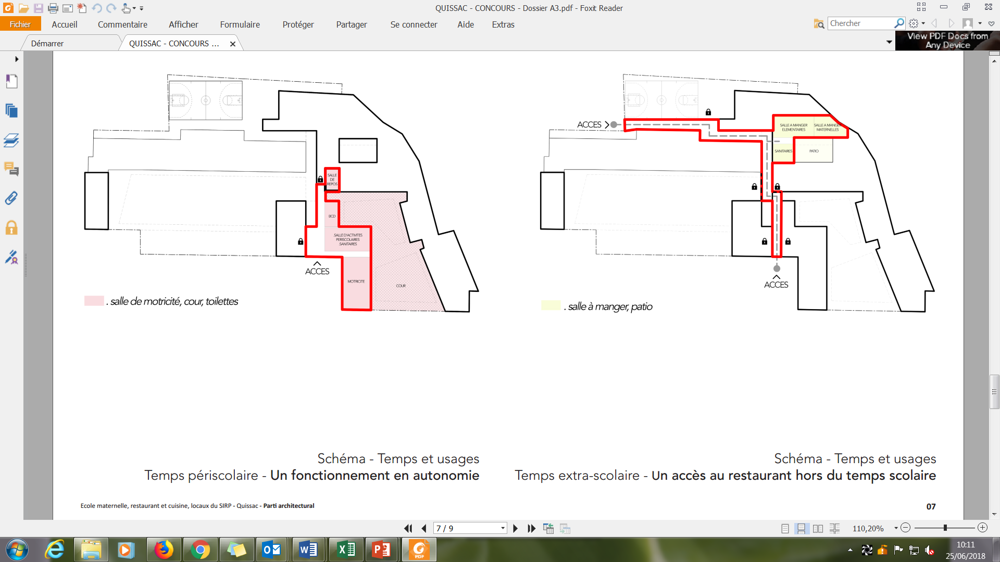 QUISSAC - CONCOURS - Dossier A3.pdf - Foxit Reader
Fichier
Accueil
Commentaire
Afficher
Formulaire
Protéger
Partager
Se connecter
Aide
Extras
Chercher
Démarrer
QUISSAC - CONCOURS ...
View PDF Docs from
Any Device
SALLE
DE
REPOS
BCD
SALLE D'ACTIVITES
PERISCOLAIRES
SANITAIRES
MOTRICITE
COUR
ACCES
. salle de motricité, cour, toilettes
ACCES
SALLE A MANGER
ELEMENTAIRES
SALLE A MANGER
MATERNELLES
SANITAIRES
PATIO
ACCES
. salle à manger, patio
Schéma - Temps et usages
Temps périscolaire - Un fonctionnement en autonomie
Schéma - Temps et usages
Temps extra-scolaire - Un accès au restaurant hors du temps scolaire
Ecole maternelle, restaurant et cuisine, locaux du SIRP - Quissac - Parti architectural
07
7 / 9
110,20%
10:11
25/06/2018